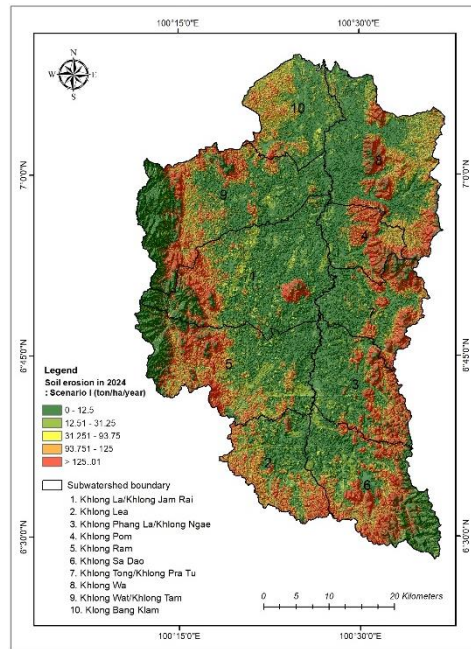 100°15'0"E 100°30'0"E
N
W E
S
10
8
7°0'0"N 7°0'0"N
9
4
1
7
6°45'0"N 6°45'0"N
5
3
Legend
Soil erosion in 2024
: Scenario I (ton/ha/year)
0 - 12.5
12.51 - 31.25
31.251 - 93.75
93.751 - 125
> 125..01
2
6
Subwatershed boundary
1. Khlong La/Khlong Jam Rai
2. Khlong Lea
3. Khlong Phang La/Khlong Ngae
4. Khlong Pom
5. Khlong Ram
6. Khlong Sa Dao
7. Khlong Tong/Khlong Pra Tu
8. Khlong Wa
9. Khlong Wat/Khlong Tam
10. Klong Bang Klam
6°30'0"N 6°30'0"N
0 5 10 20 Kilometers
100°15'0"E 100°30'0"E